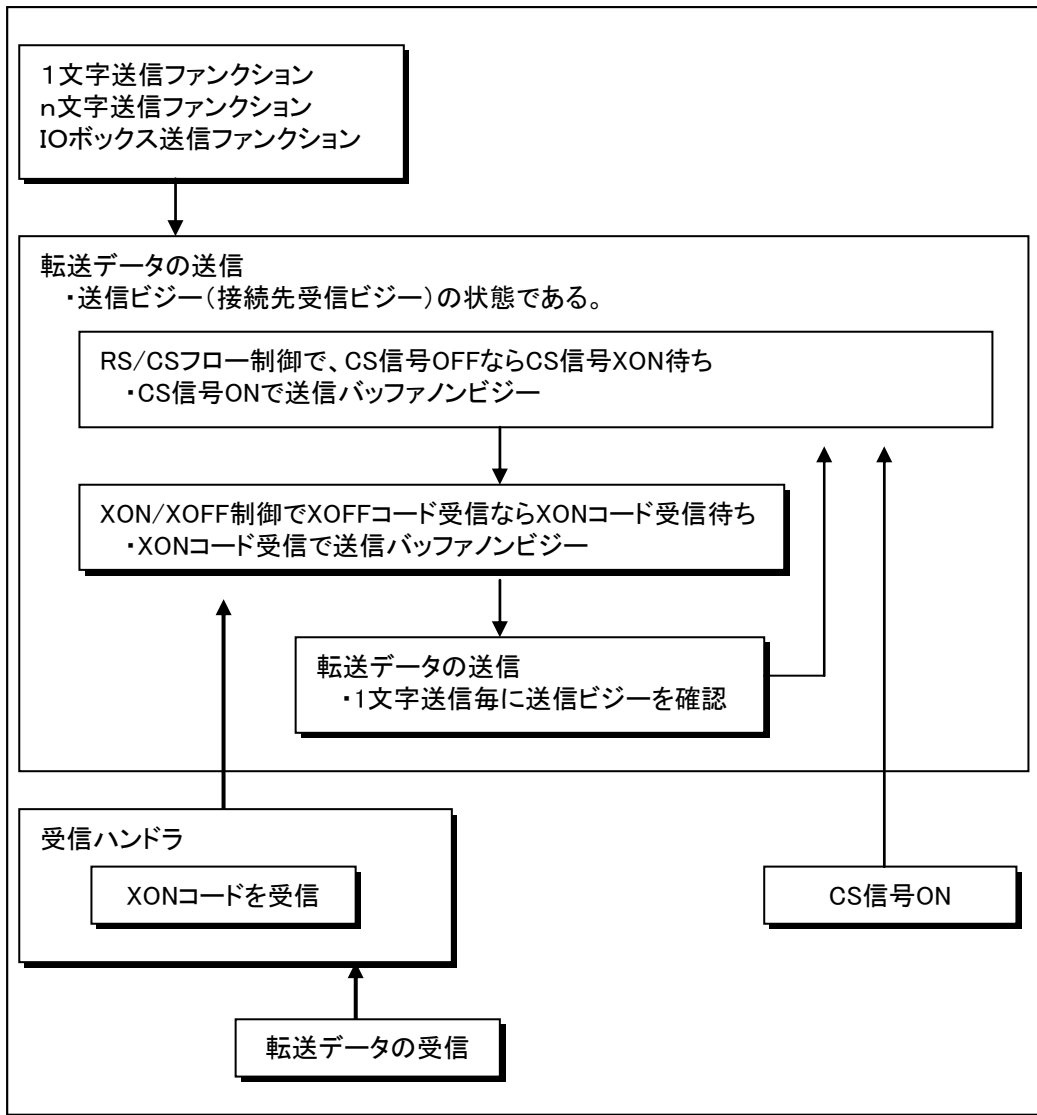 １文字送信ファンクション
ｎ文字送信ファンクション
IOボックス送信ファンクション
転送データの送信
・送信ビジー（接続先受信ビジー）の状態である。
RS/CSフロー制御で、CS信号OFFならCS信号XON待ち
・CS信号ONで送信バッファノンビジー
XON/XOFF制御でXOFFコード受信ならXONコード受信待ち
・XONコード受信で送信バッファノンビジー
転送データの送信
・1文字送信毎に送信ビジーを確認
受信ハンドラ
XONコードを受信
CS信号ON
転送データの受信